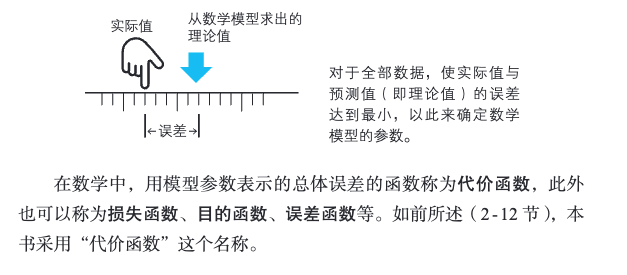 实际值
从数学模型求出的
理论值
误差
对于全部数据，使实际值与
预测值（即理论值）的误差
达到最小，以此来确定数学
模型的参数。
在数学中，用模型参数表示的总体误差的函数称为代价函数，此外
也可以称为损失函数、目的函数、误差函数等。如前所述（2-12 节），本
书采用“代价函数”这个名称。